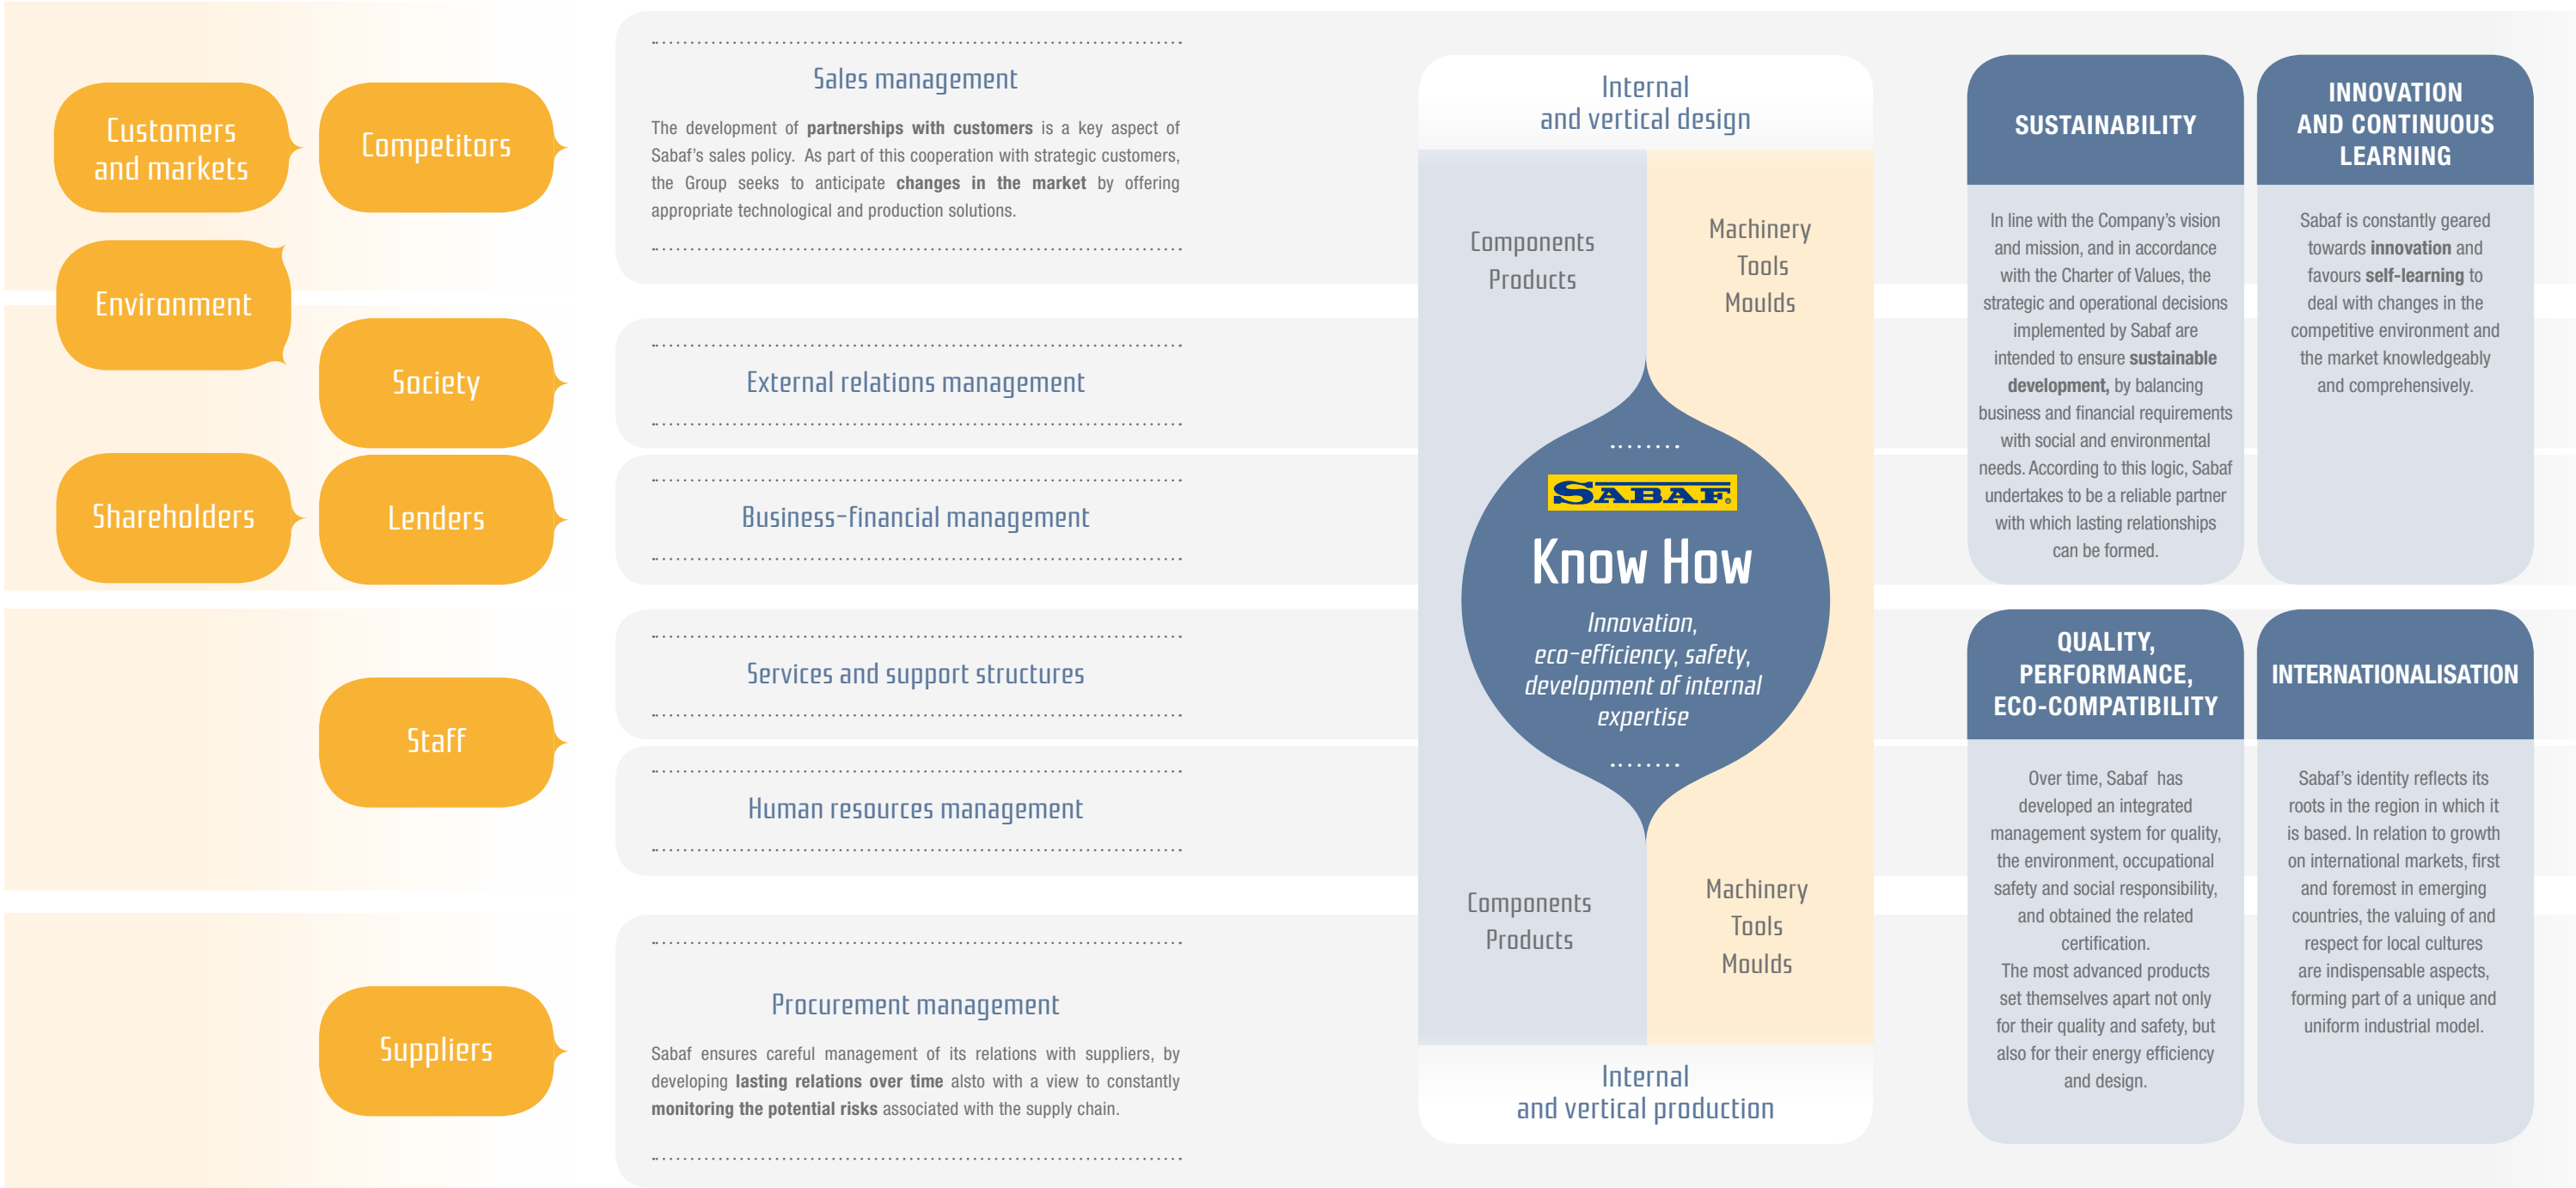 Customers
and markets
Competitors
Environment
Society
Shareholders
Lenders
Staff
Suppliers
Sales management
The development of partnerships with customers is a key aspect of
Sabaf's sales policy. As part of this cooperation with strategic customers,
the Group seeks to anticipate changes in the market by offering
appropriate technological and production solutions.
External relations management
Business-financial management
Services and support structures
Human resources management
Procurement management
Sabaf ensures careful management of its relations with suppliers, by
developing lasting relations over time alsto with a view to constantly
monitoring the potential risks associated with the supply chain.
Internal
and vertical design
Components
Products
Machinery
Tools
Moulds
SABAF®
Know How
Innovation,
eco-efficiency, safety,
development of internal
expertise
Components
Products
Machinery
Tools
Moulds
Internal
and vertical production
SUSTAINABILITY
In line with the Company's vision
and mission, and in accordance
with the Charter of Values, the
strategic and operational decisions
implemented by Sabaf are
intended to ensure sustainable
development, by balancing
business and financial requirements
with social and environmental
needs. According to this logic, Sabaf
undertakes to be a reliable partner
with which lasting relationships
can be formed.
INNOVATION
AND CONTINUOUS
LEARNING
Sabaf is constantly geared
towards innovation and
favours self-learning to
deal with changes in the
competitive environment and
the market knowledgeably
and comprehensively.
QUALITY,
PERFORMANCE,
ECO-COMPATIBILITY
Over time, Sabaf has
developed an integrated
management system for quality,
the environment, occupational
safety and social responsibility,
and obtained the related
certification.
The most advanced products
set themselves apart not only
for their quality and safety, but
also for their energy efficiency
and design.
INTERNATIONALISATION
Sabaf's identity reflects its
roots in the region in which it
is based. In relation to growth
on international markets, first
and foremost in emerging
countries, the valuing of and
respect for local cultures
are indispensable aspects,
forming part of a unique and
uniform industrial model.